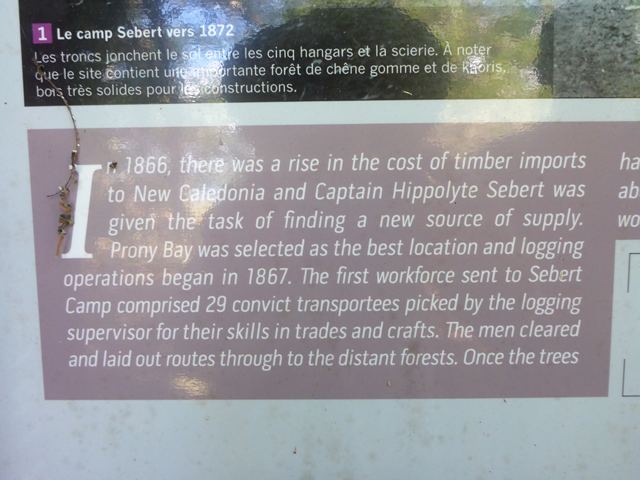 1 Le camp Sebert vers 1872
Les troncs jonchent le sol entre les cinq hangars et la scierie. À noter
que le site contient une importante forêt de chêne gomme et de kaoris,
bois très solides pour les constructions.
In 1866, there was a rise in the cost of timber imports
to New Caledonia and Captain Hippolyte Sebert was
given the task of finding a new source of supply.
Prony Bay was selected as the best location and logging
operations began in 1867. The first workforce sent to Sebert
Camp comprised 29 convict transportees picked by the logging
supervisor for their skills in trades and crafts. The men cleared
and laid out routes through to the distant forests. Once the trees
ha
ab
wo